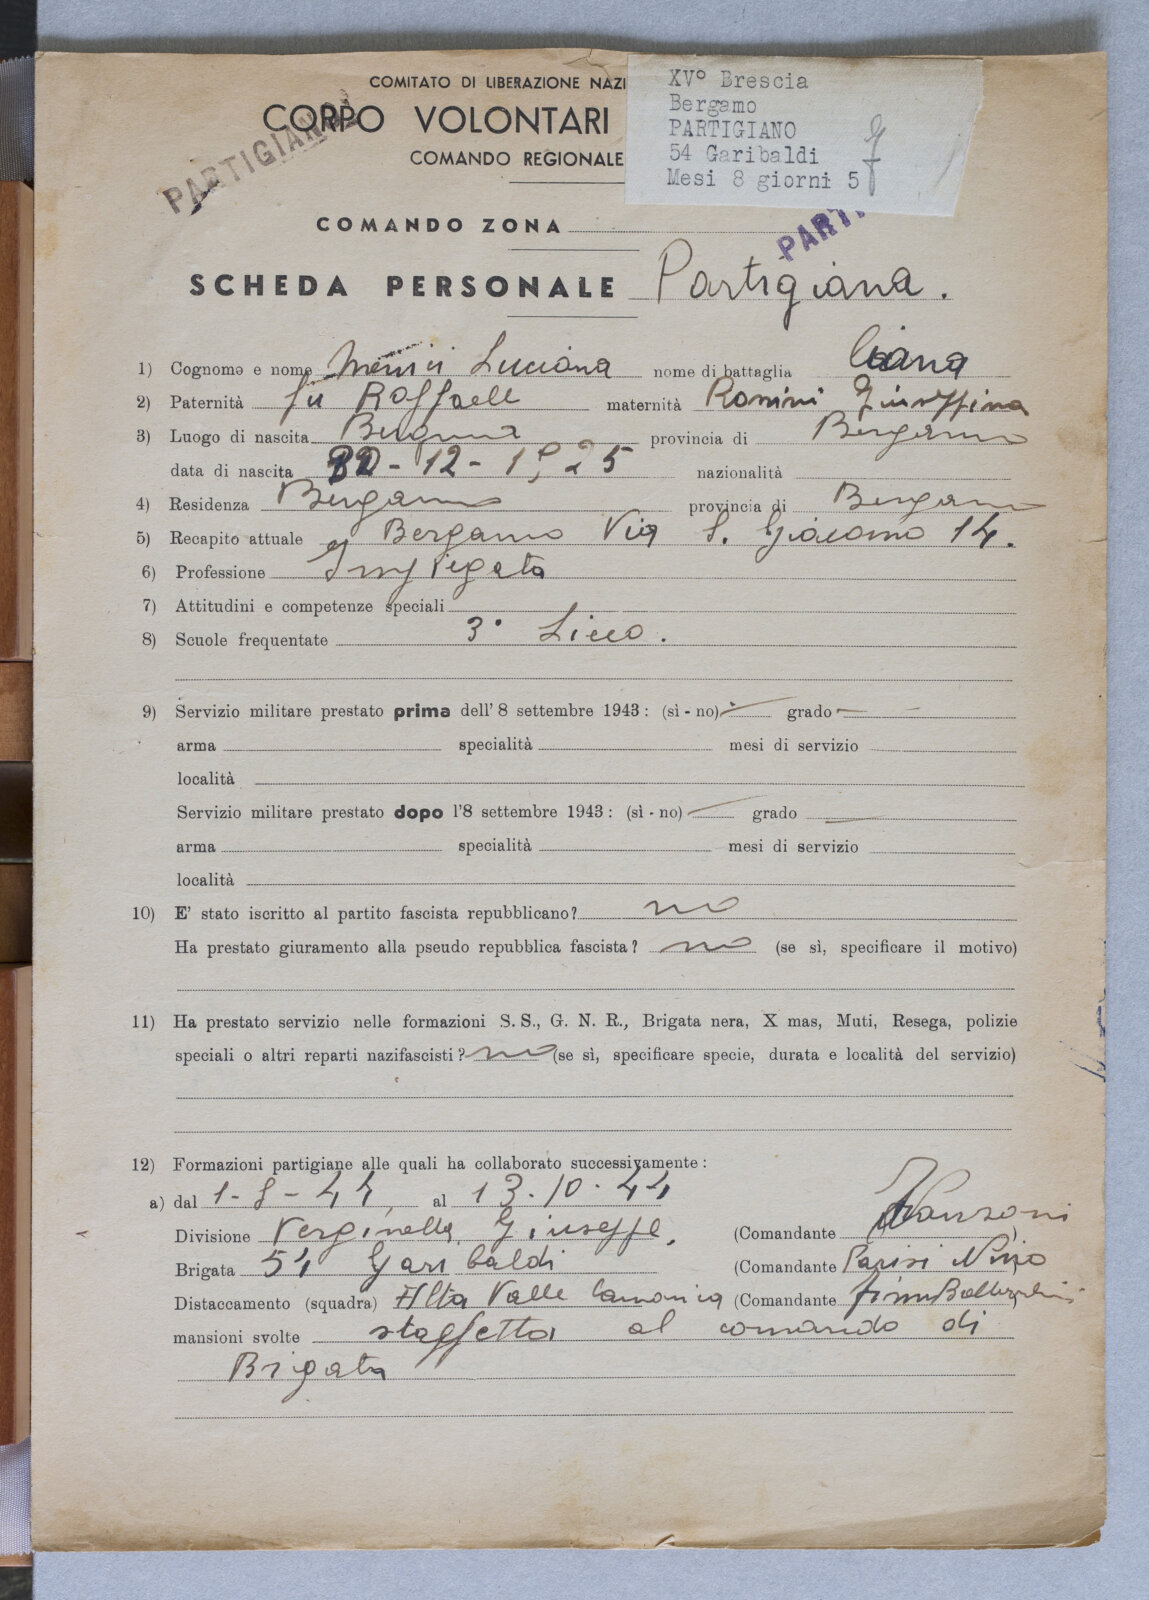 COMITATO DI LIBERAZIONE NAZI
CORPO VOLONTARI
COMANDO REGIONALE
PARTIGIANO
XV° Brescia
Bergamo
PARTIGIANO
54 Garibaldi
Mesi 8 giorni 5
PARTI
COMANDO ZONA
SCHEDA PERSONALE Partigiana.
1) Cognome e nome Luciana nome di battaglia Liana
2) Paternità fu Raffaele maternità Ronini Giuseppina
3) Luogo di nascita Bergamo provincia di Bergamo
data di nascita -12-1925 nazionalità
4) Residenza Bergamo provincia di Bergamo
5) Recapito attuale Bergamo Via S. Giacomo 14.
6) Professione Impiegata
7) Attitudini e competenze speciali
8) Scuole frequentate 3° Liceo.
9) Servizio militare prestato prima dell' 8 settembre 1943: (sì - no) grado
arma specialità mesi di servizio
località
Servizio militare prestato dopo l'8 settembre 1943: (sì - no) grado
arma specialità mesi di servizio
località
10) E' stato iscritto al partito fascista repubblicano? no
Ha prestato giuramento alla pseudo repubblica fascista? no (se sì, specificare il motivo)
11) Ha prestato servizio nelle formazioni S. S., G. N. R., Brigata nera, X mas, Muti, Resega, polizie
speciali o altri reparti nazifascisti? no (se sì, specificare specie, durata e località del servizio)
12) Formazioni partigiane alle quali ha collaborato successivamente:
a) dal 1-8-44 al 13.10.44
Divisione Verginella Giuseppe. (Comandante Vanzoni)
Brigata 54 Garibaldi (Comandante Parisi Nino
Distaccamento (squadra) Alta Valle Camonica (Comandante
mansioni svolte staffetta al comando di
Brigata